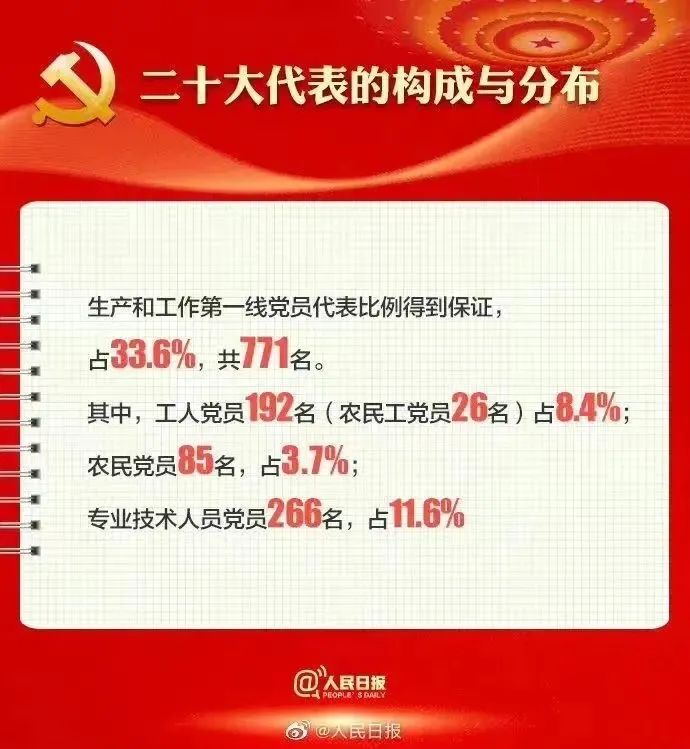 二十大代表的构成与分布
生产和工作第一线党员代表比例得到保证，
占33.6%，共771名。
其中，工人党员192名（农民工党员26名）占8.4%；
农民党员85名，占3.7%；
专业技术人员党员266名，占11.6%
@人民日报
PEOPLE'S DAILY
@人民日报